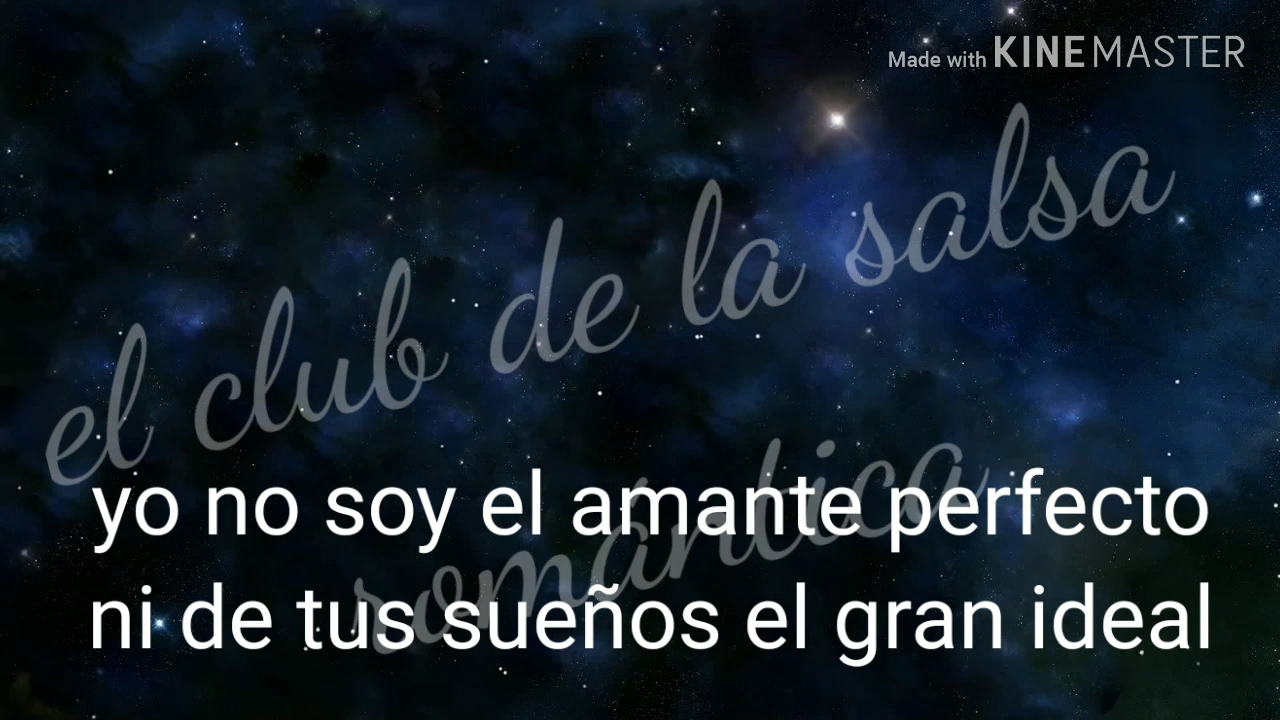 Made with KINEMASTER
el club de la salsa
romántica
yo no soy el amante perfecto
ni de tus sueños el gran ideal